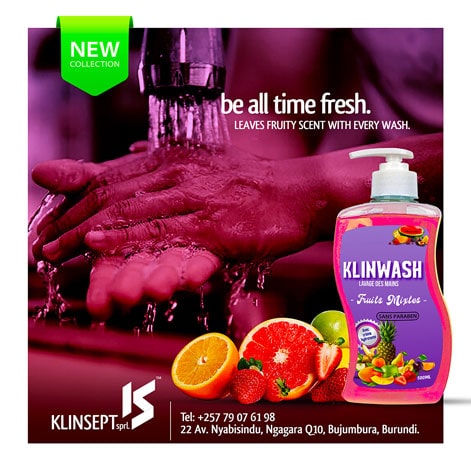 NEW
COLLECTION
be all time fresh.
LEAVES FRUITY SCENT WITH EVERY WASH.
KLINWASH
LAVAGE DES MAINS
- Fruits Mixtes -
SANS PARABEN
500ML
KLINSEPT sprl.
TM
Tel: +257 79 07 61 98
22 Av. Nyabisindu, Ngagara Q10, Bujumbura, Burundi.